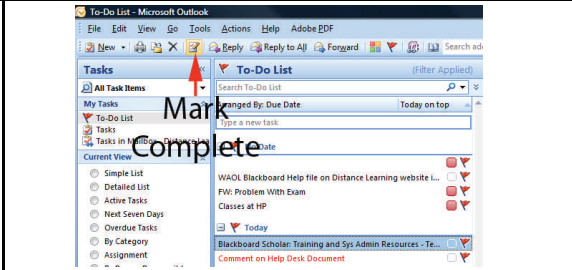 To-Do List - Microsoft Outlook
File Edit View Go Tools Actions Help Adobe PDF
New Reply Reply to All Forward Search add
Tasks
All Task Items
My Tasks
To-Do List
Tasks
Tasks in Mailbox - Distance Lea
Current View
Simple List
Detailed List
Active Tasks
Next Seven Days
Overdue Tasks
By Category
Assignment
To-Do List (Filter Applied)
Search To-Do List
Arranged By: Due Date Today on top
Type a new task
Date
WAOL Blackboard Help file on Distance Learning website i...
FW: Problem With Exam
Classes at HP
Today
Blackboard Scholar: Training and Sys Admin Resources - Te...
Comment on Help Desk Document
Mark
Complete